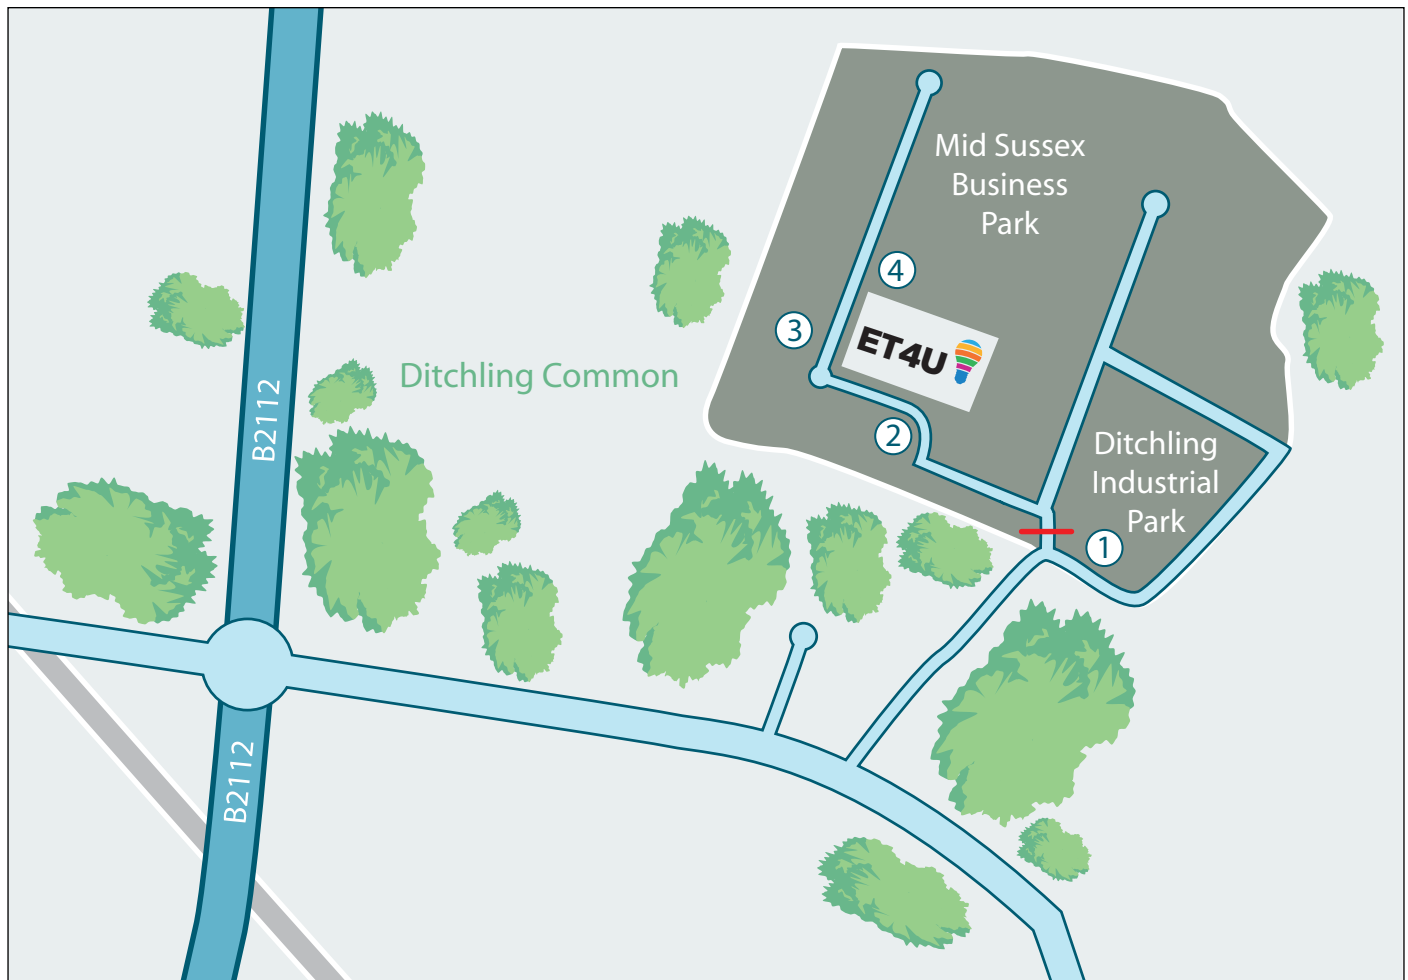 Mid Sussex
Business
Park
4
3
ET4U
Ditchling Common
B2112
2
Ditchling
Industrial
Park
1
B2112